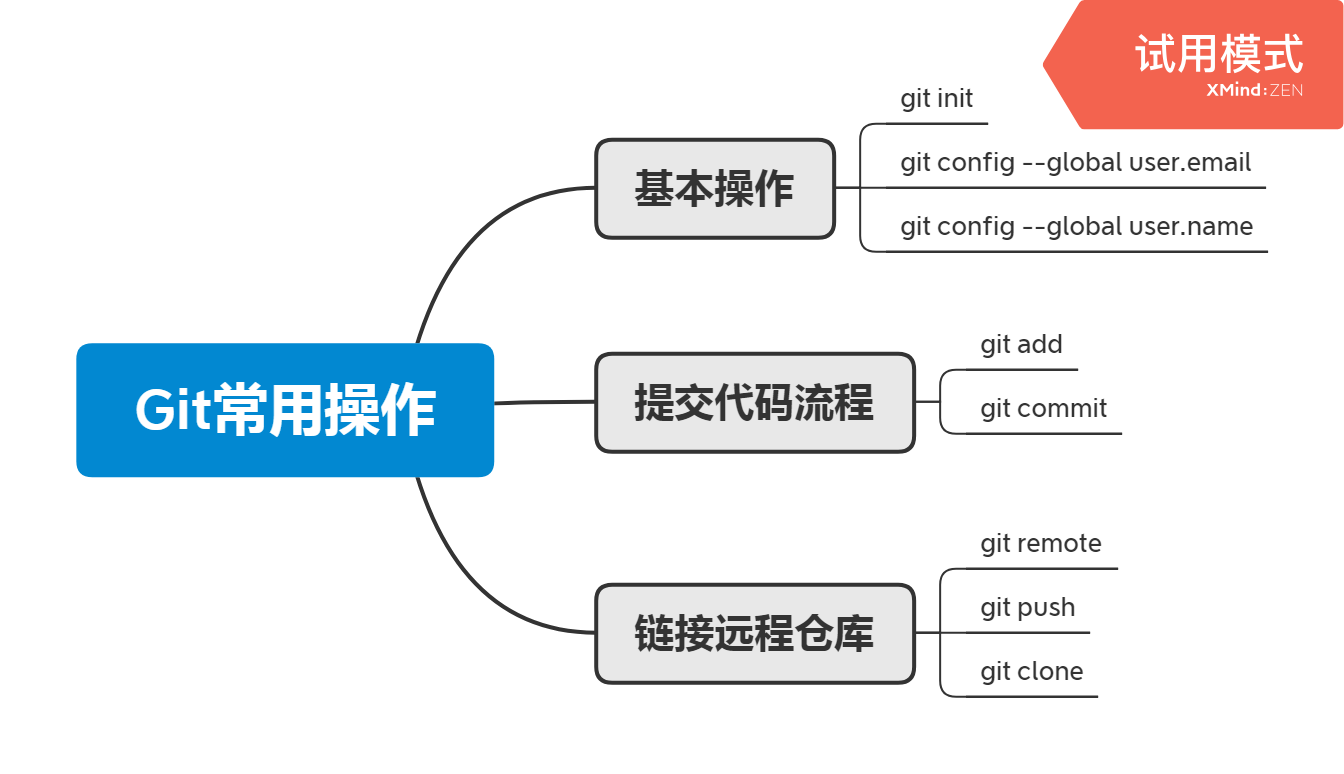 试用模式
XMind:ZEN
Git常用操作
基本操作
git init
git config --global user.email
git config --global user.name
提交代码流程
git add
git commit
链接远程仓库
git remote
git push
git clone